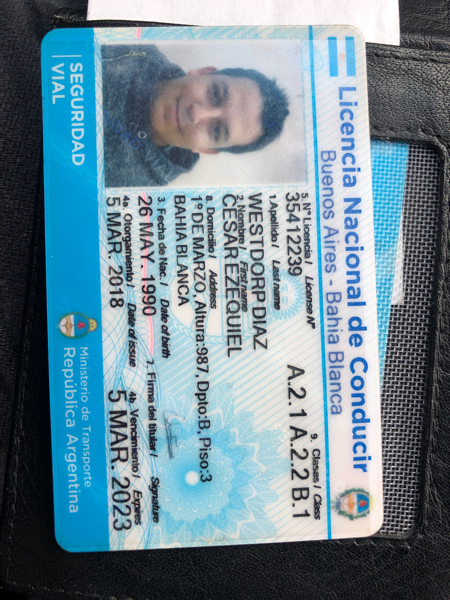 Licencia Nacional de Conducir
Buenos Aires - Bahia Blanca
5. Nº Licencia / License Nº
35412239
9. Clases / Class
A.2.1 A.2.2 B.1
1. Apellido / Last name
WESTDORP DIAZ
2. Nombre / First name
CESAR EZEQUIEL
8. Domicilio / Address
1º DE MARZO, Altura:987, Dpto:B, Piso:3
BAHIA BLANCA
3. Fecha de Nac. / Date of birth
26 MAY. 1990
7. Firma del titular / Signature
4a. Otorgamiento / Date of issue
5 MAR. 2018
4b. Vencimiento / Expires
5 MAR. 2023
SEGURIDAD
VIAL
Ministerio de Transporte
República Argentina